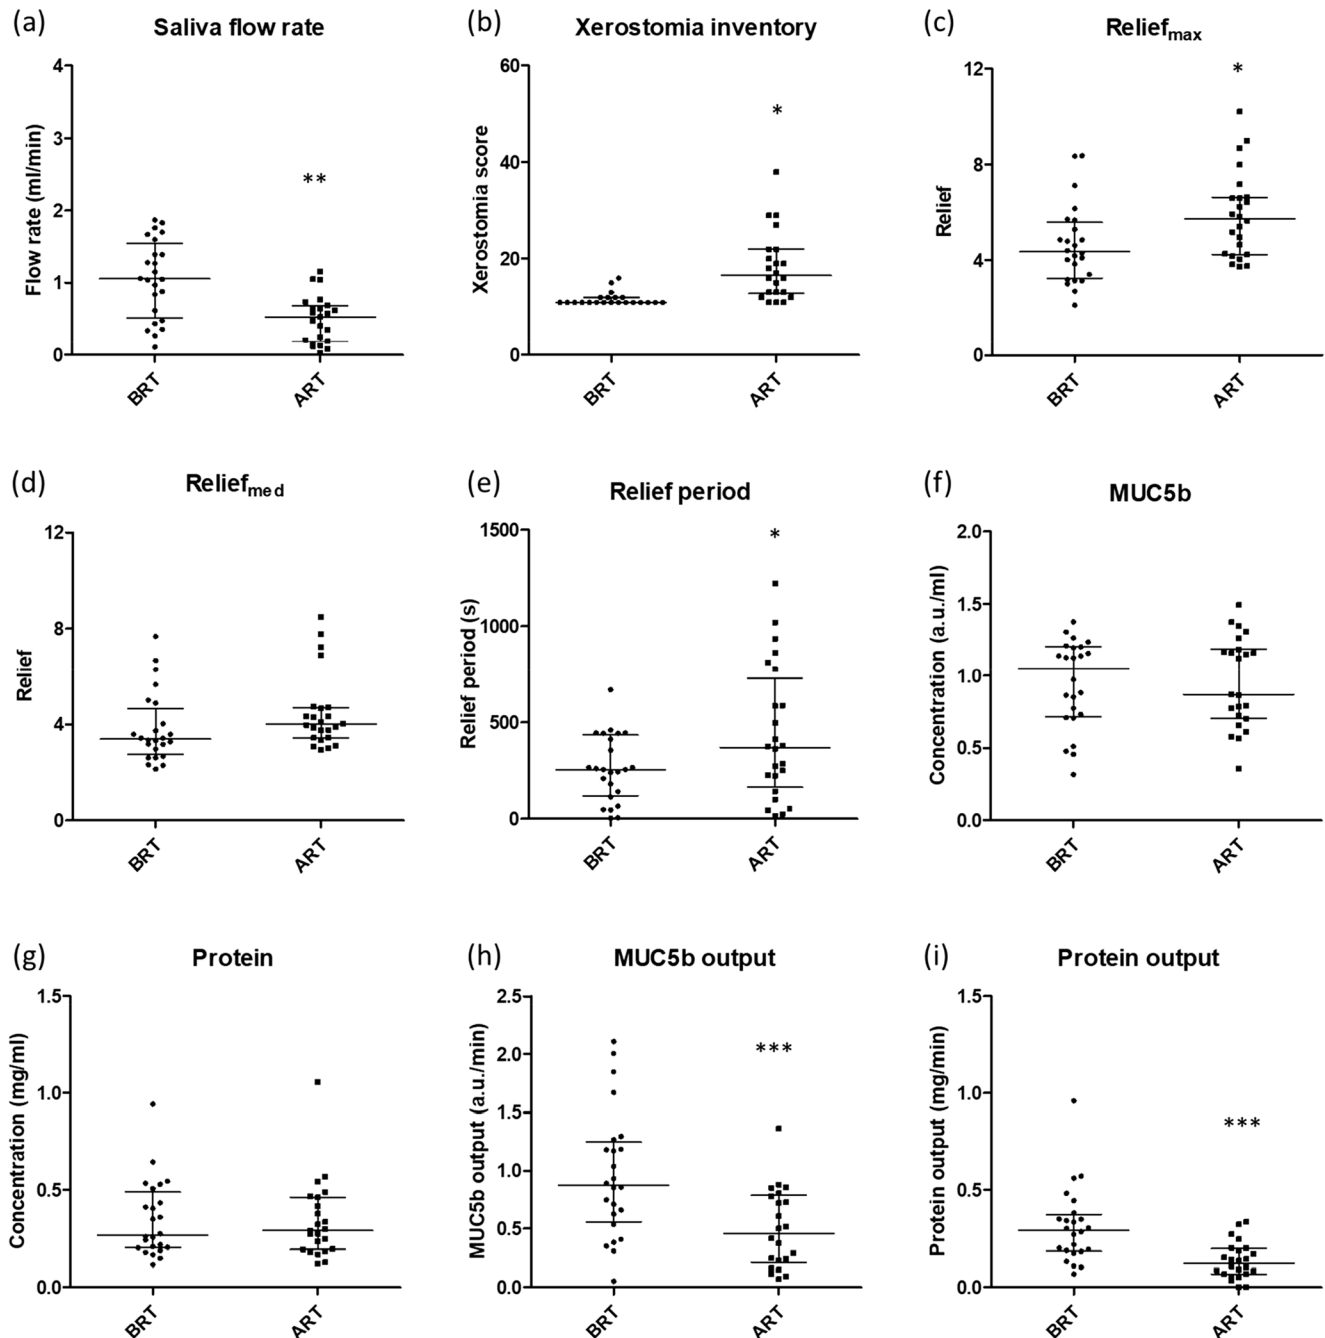 (a) Saliva flow rate
Flow rate (ml/min)
4
3
2
1
0
**
BRT
ART
(b) Xerostomia inventory
Xerostomia score
60
40
20
0
*
BRT
ART
(c) Reliefmax
Relief
12
8
4
0
*
BRT
ART
(d) Reliefmed
Relief
12
8
4
0
BRT
ART
(e) Relief period
Relief period (s)
1500
1000
500
0
*
BRT
ART
(f) MUC5b
Concentration (a.u./ml)
2.0
1.5
1.0
0.5
0.0
BRT
ART
(g) Protein
Concentration (mg/ml)
1.5
1.0
0.5
0.0
BRT
ART
(h) MUC5b output
MUC5b output (a.u./min)
2.5
2.0
1.5
1.0
0.5
0.0
***
BRT
ART
(i) Protein output
Protein output (mg/min)
1.5
1.0
0.5
0.0
***
BRT
ART